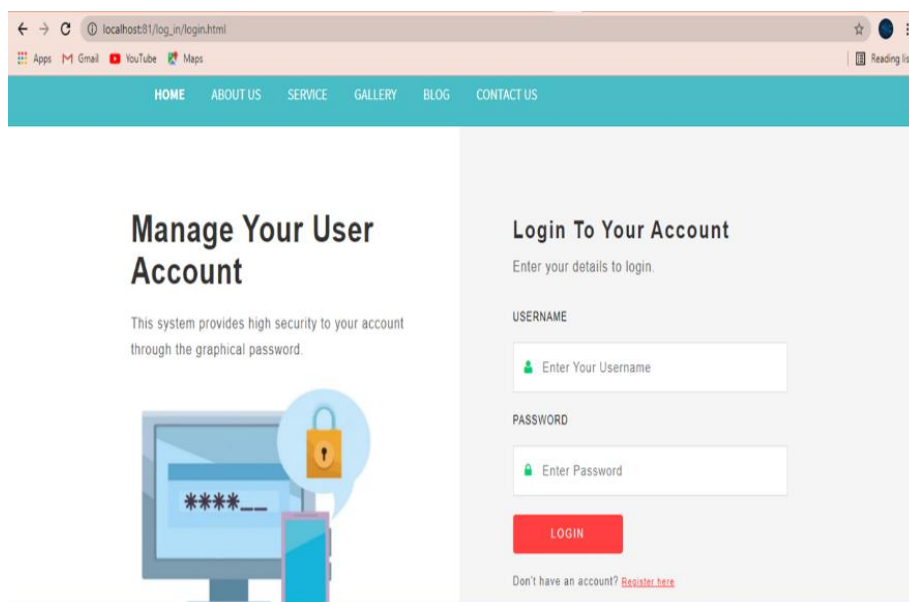 localhost:81/log_in/login.html
Apps Gmail YouTube Maps Reading lis
HOME ABOUT US SERVICE GALLERY BLOG CONTACT US
Manage Your User
Account
This system provides high security to your account
through the graphical password.
****__
Login To Your Account
Enter your details to login.
USERNAME
Enter Your Username
PASSWORD
Enter Password
LOGIN
Don't have an account? Register here